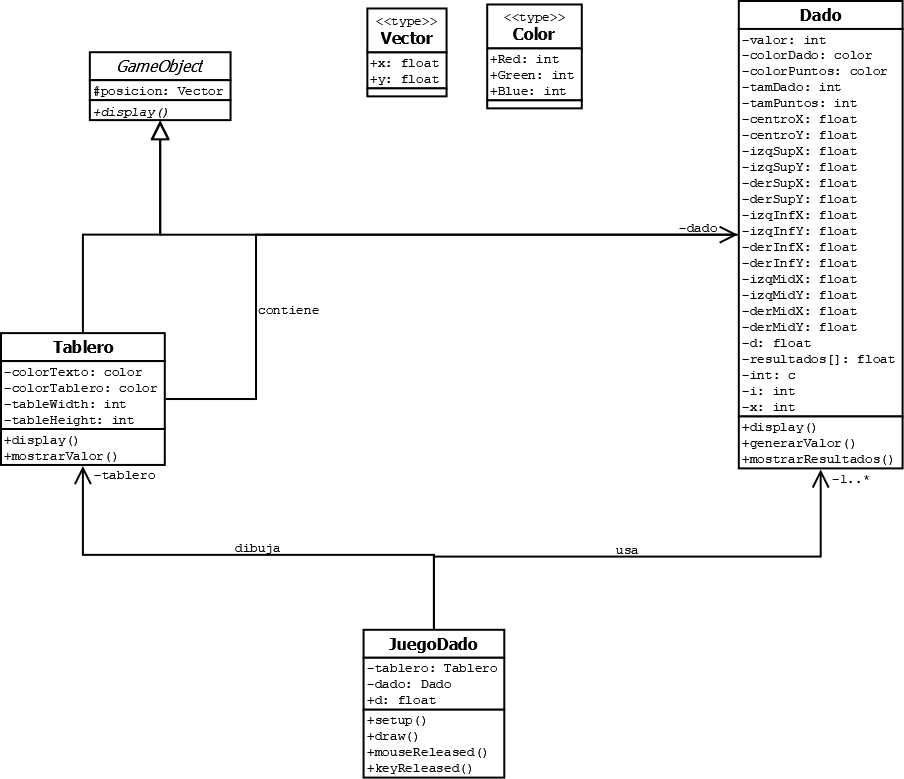 GameObject
#posicion: Vector
+display()
<<type>>
Vector
+x: float
+y: float
<<type>>
Color
+Red: int
+Green: int
+Blue: int
Dado
-valor: int
-colorDado: color
-colorPuntos: color
-tamDado: int
-tamPuntos: int
-centroX: float
-centroY: float
-izqSupX: float
-izqSupY: float
-derSupX: float
-derSupY: float
-izqInfX: float
-izqInfY: float
-derInfX: float
-derInfY: float
-izqMidX: float
-izqMidY: float
-derMidX: float
-derMidY: float
-d: float
-resultados[]: float
-int: c
-i: int
-x: int
+display()
+generarValor()
+mostrarResultados()
-dado
contiene
Tablero
-colorTexto: color
-colorTablero: color
-tableWidth: int
-tableHeight: int
+display()
+mostrarValor()
-tablero
-1..*
dibuja
usa
JuegoDado
-tablero: Tablero
-dado: Dado
+d: float
+setup()
+draw()
+mouseReleased()
+keyReleased()